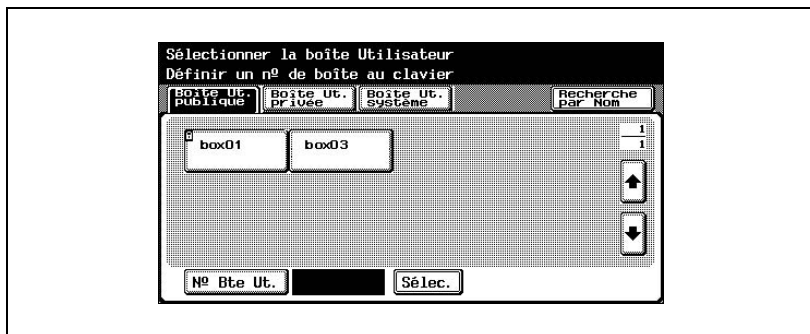 Sélectionner la boîte Utilisateur
Définir un nº de boîte au clavier
Boîte Ut. publique
Boîte Ut. privée
Boîte Ut. système
Recherche par Nom
box01 box03
1
1
Nº Bte Ut. Sélec.